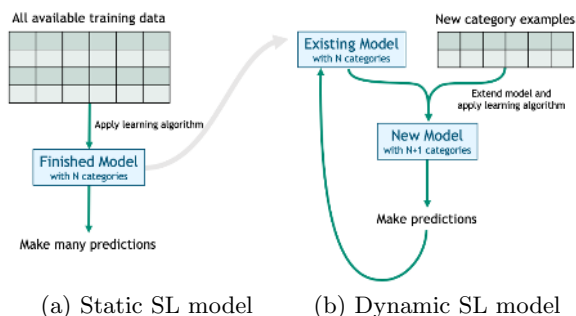 All available training data
Apply learning algorithm
Finished Model
with N categories
Make many predictions
(a) Static SL model
Existing Model
with N categories
New category examples
Extend model and
apply learning algorithm
New Model
with N+1 categories
Make predictions
(b) Dynamic SL model